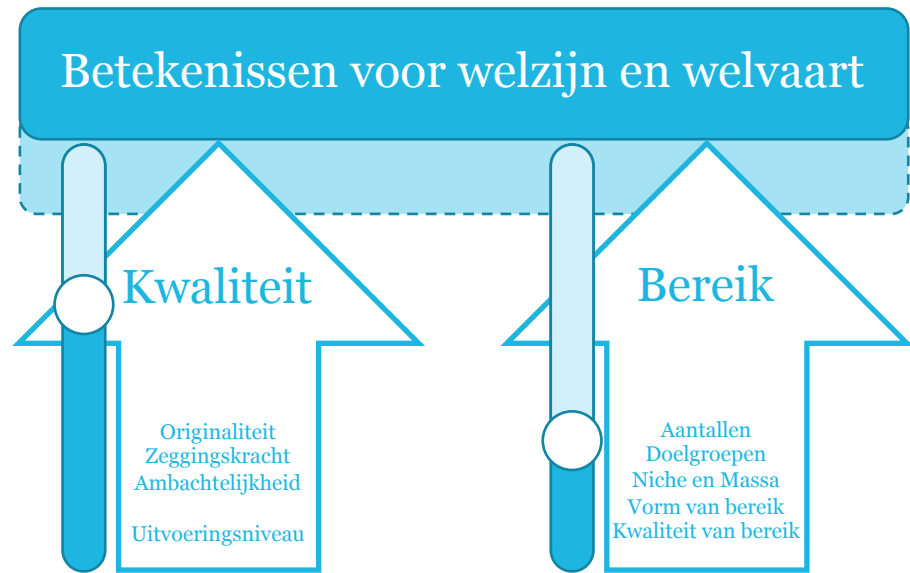 Betekenissen voor welzijn en welvaart
Kwaliteit
Originaliteit
Zeggingskracht
Ambachtelijkheid
Uitvoeringsniveau
Bereik
Aantallen
Doelgroepen
Niche en Massa
Vorm van bereik
Kwaliteit van bereik